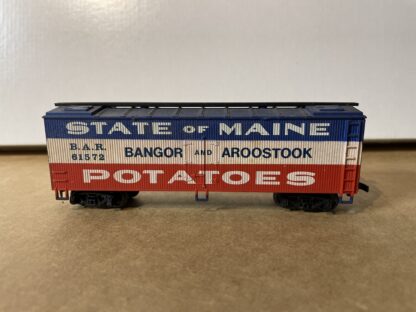 STATE OF MAINE
B.A.R.
61572
BANGOR AND AROOSTOOK
POTATOES